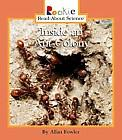 Rookie
Read-About Science
Inside an
Ant Colony
By Allan Fowler